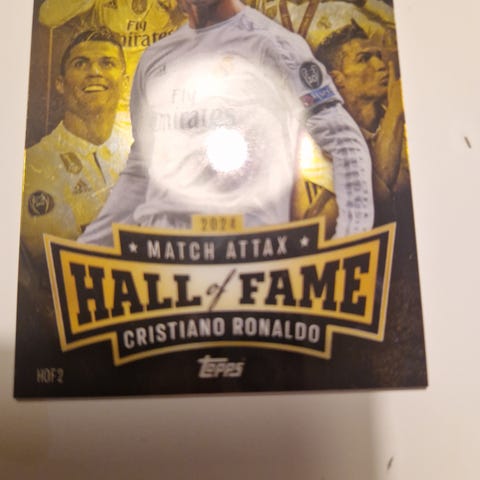 Fly
Emirates
Fly
Emirates
2024
MATCH ATTAX
HALL of FAME
CRISTIANO RONALDO
Topps
HOF2